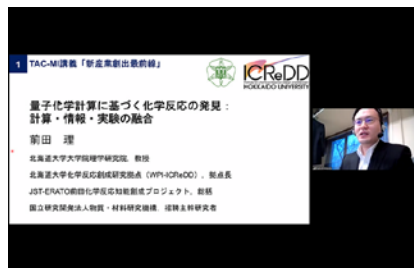 1 TAC-MI講義「新産業創出最前線」
ICReDD
HOKKAIDO UNIVERSITY
量子化学計算に基づく化学反応の発見：
計算・情報・実験の融合
前田 理
北海道大学大学院理学研究院, 教授
北海道大学化学反応創成研究拠点（WPI-ICReDD）, 拠点長
JST-ERATO前田化学反応知能創成プロジェクト, 総括
国立研究開発法人物質・材料研究機構, 招聘主幹研究者